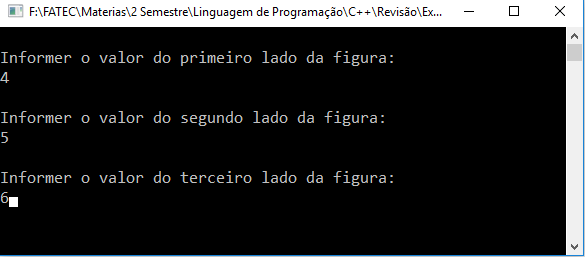 F:\FATEC\Materias\2 Semestre\Linguagem de Programação\C++\Revisão\Ex...
Informer o valor do primeiro lado da figura:
4
Informer o valor do segundo lado da figura:
5
Informer o valor do terceiro lado da figura:
6